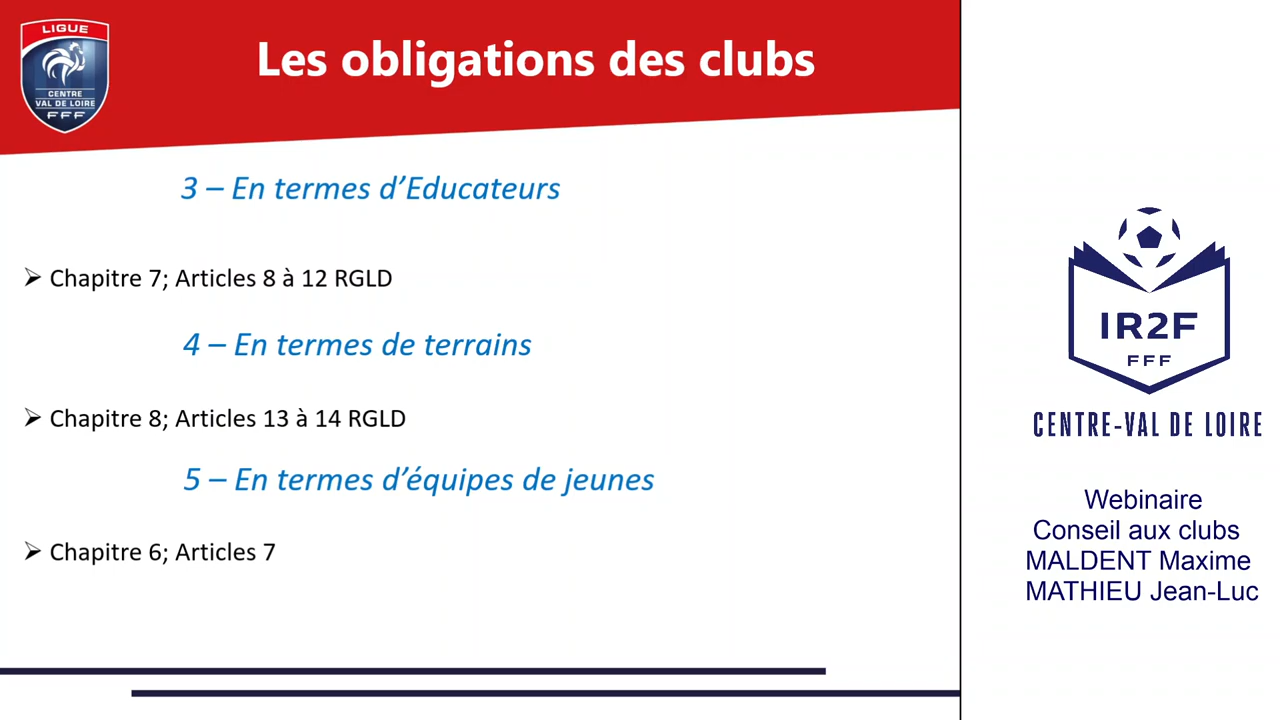 LIGUE
CENTRE
VAL DE LOIRE
FFF
Les obligations des clubs
3 – En termes d’Educateurs
➢ Chapitre 7; Articles 8 à 12 RGLD
4 – En termes de terrains
➢ Chapitre 8; Articles 13 à 14 RGLD
5 – En termes d’équipes de jeunes
➢ Chapitre 6; Articles 7
IR2F
FFF
CENTRE-VAL DE LOIRE
Webinaire
Conseil aux clubs
MALDENT Maxime
MATHIEU Jean-Luc